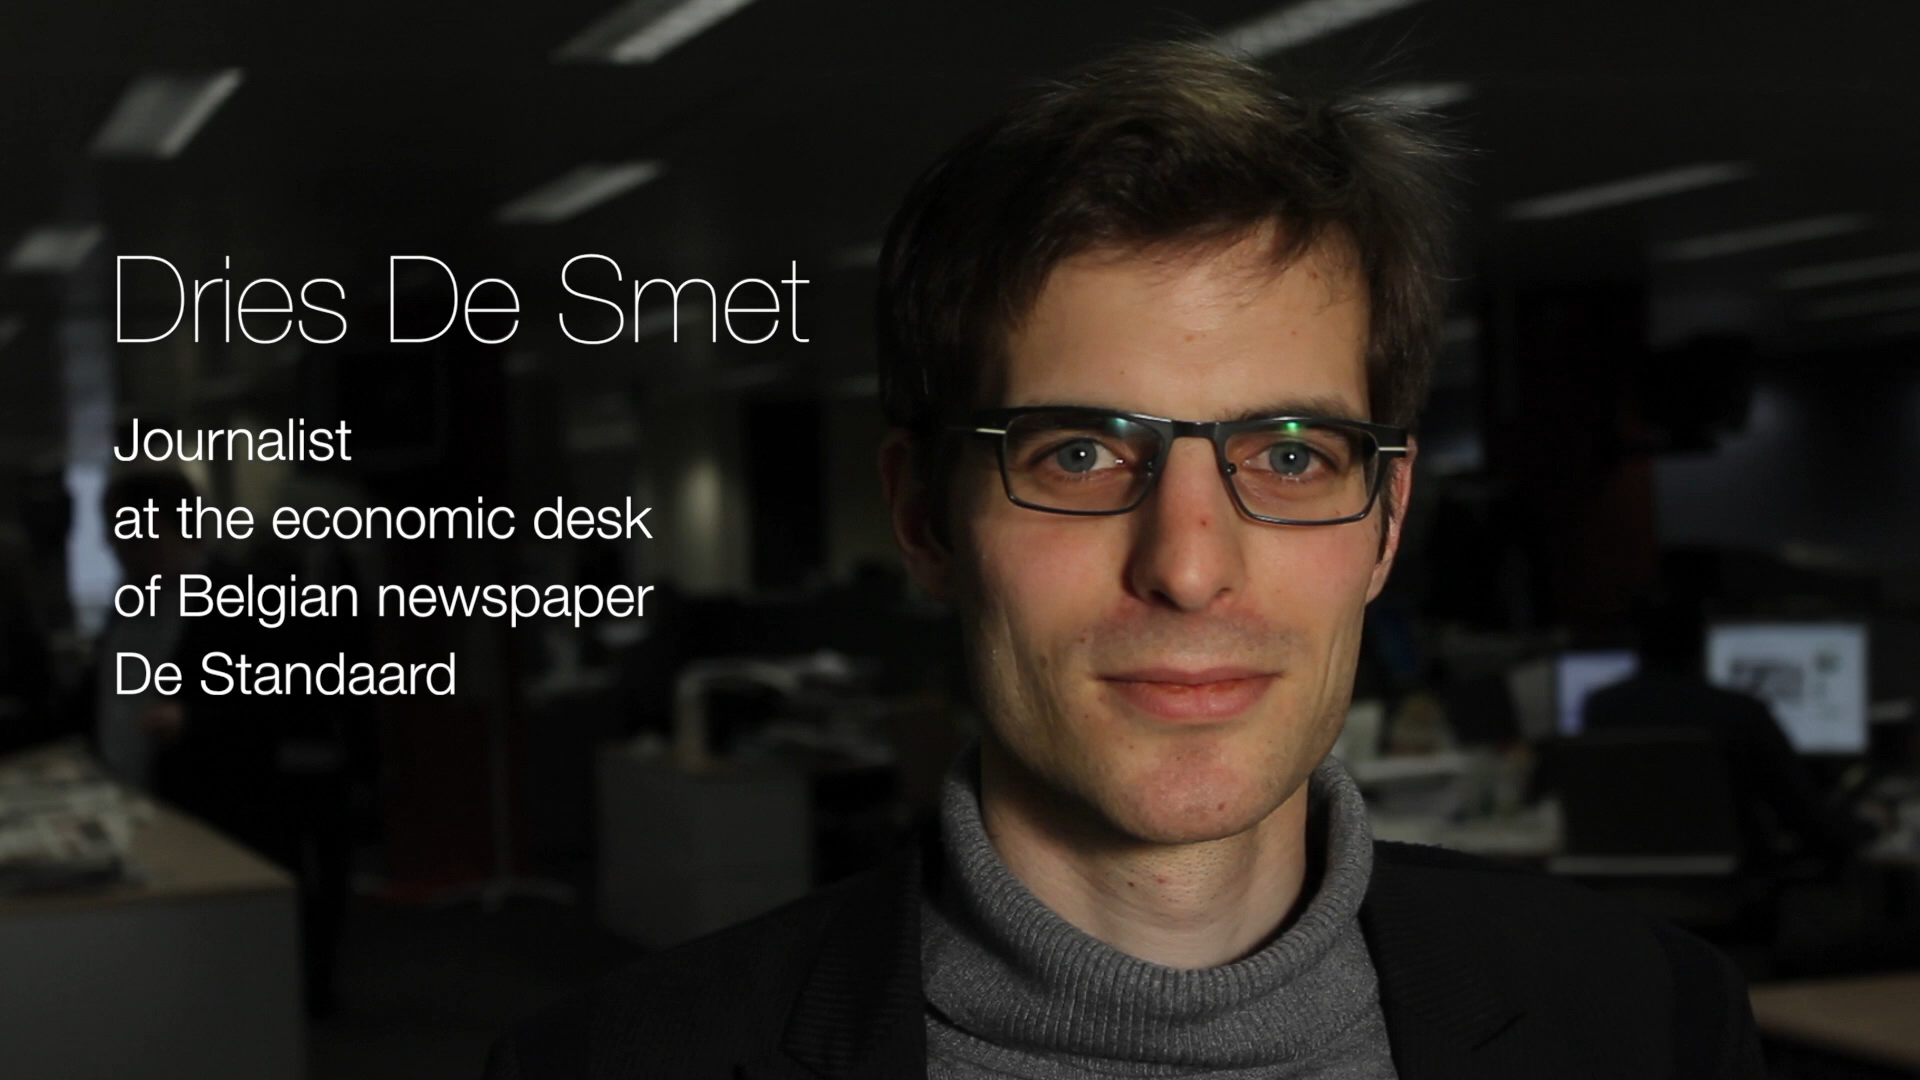 Dries De Smet
Journalist
at the economic desk
of Belgian newspaper
De Standaard